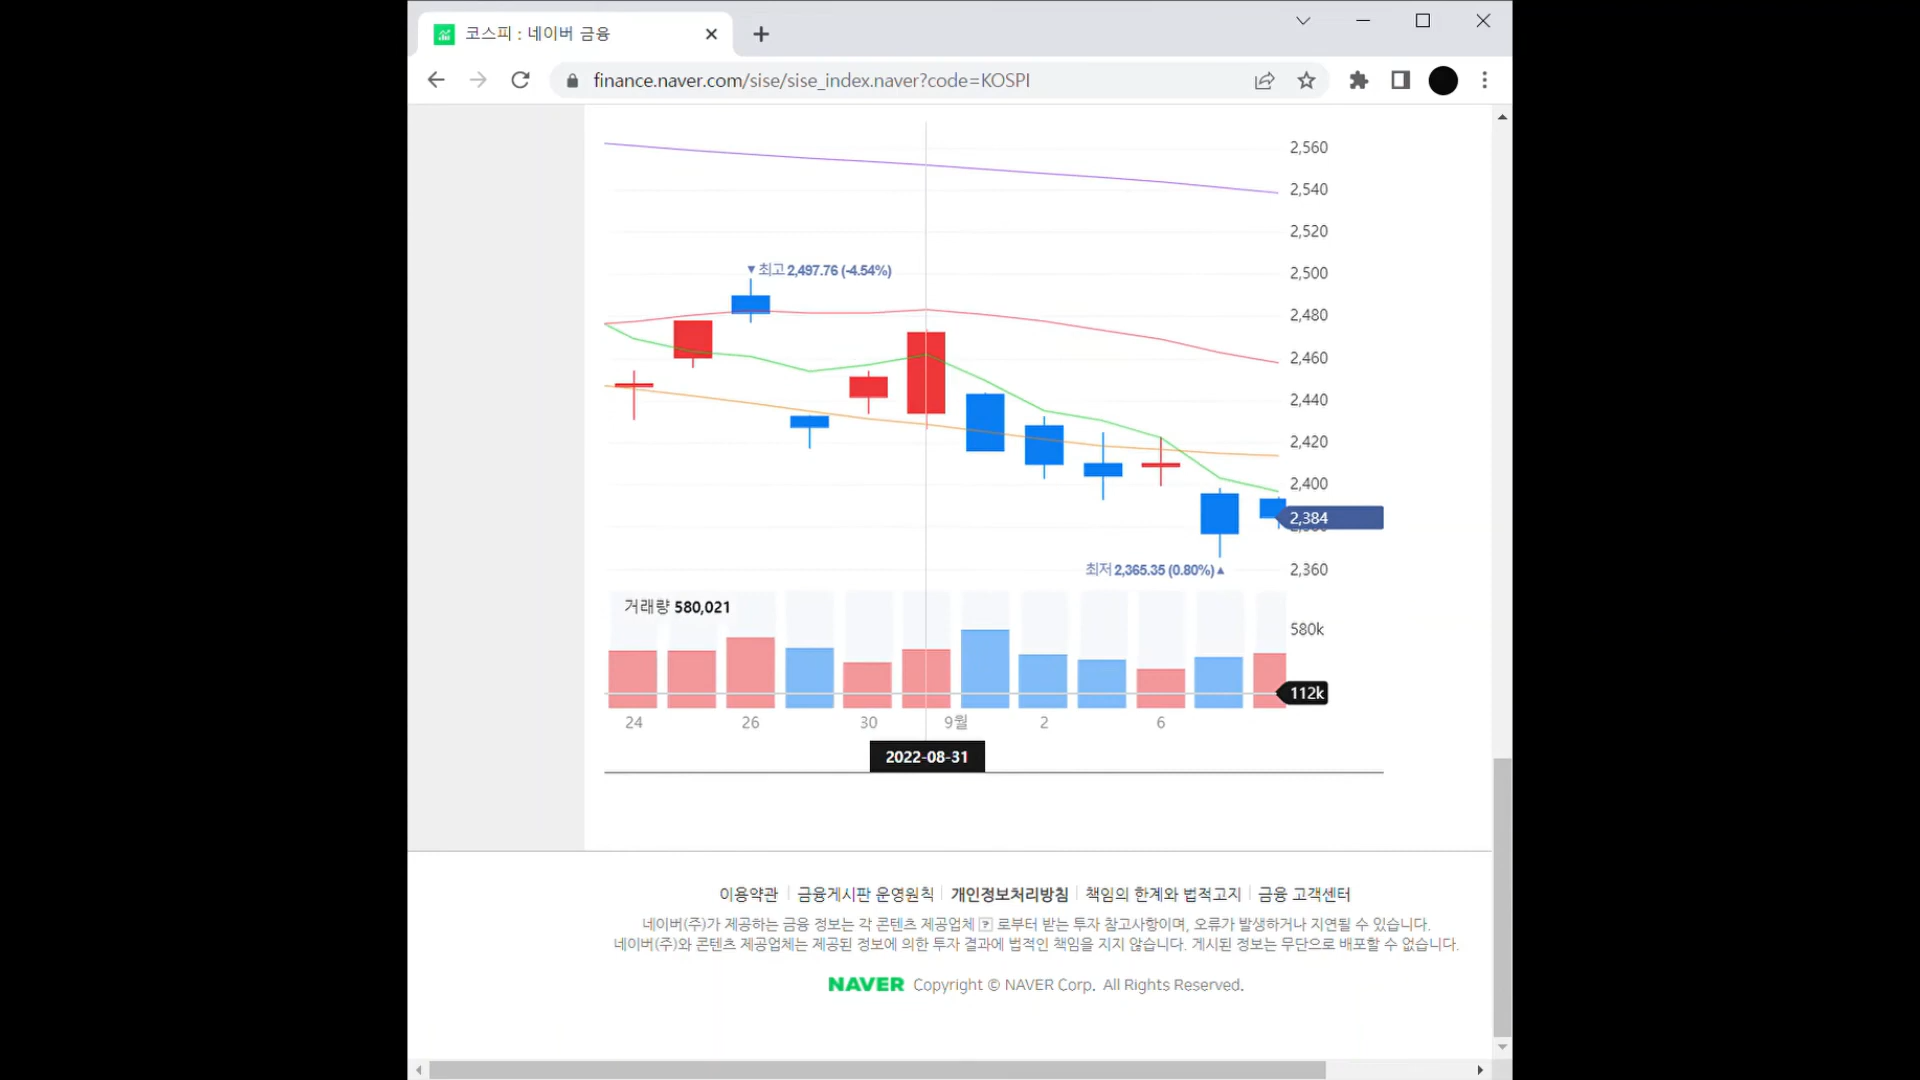 코스피 : 네이버 금융
finance.naver.com/sise/sise_index.naver?code=KOSPI
2,560
2,540
2,520
▼최고 2,497.76 (-4.54%)
2,500
2,480
2,460
2,440
2,420
2,400
2,384
최저 2,365.35 (0.80%)▲
2,360
거래량 580,021
580k
112k
24 26 30 9월 2 6
2022-08-31
이용약관 금융게시판 운영원칙 개인정보처리방침 책임의 한계와 법적고지 금융 고객센터
네이버(주)가 제공하는 금융 정보는 각 콘텐츠 제공업체 ? 로부터 받는 투자 참고사항이며, 오류가 발생하거나 지연될 수 있습니다.
네이버(주)와 콘텐츠 제공업체는 제공된 정보에 의한 투자 결과에 법적인 책임을 지지 않습니다. 게시된 정보는 무단으로 배포할 수 없습니다.
NAVER Copyright © NAVER Corp. All Rights Reserved.